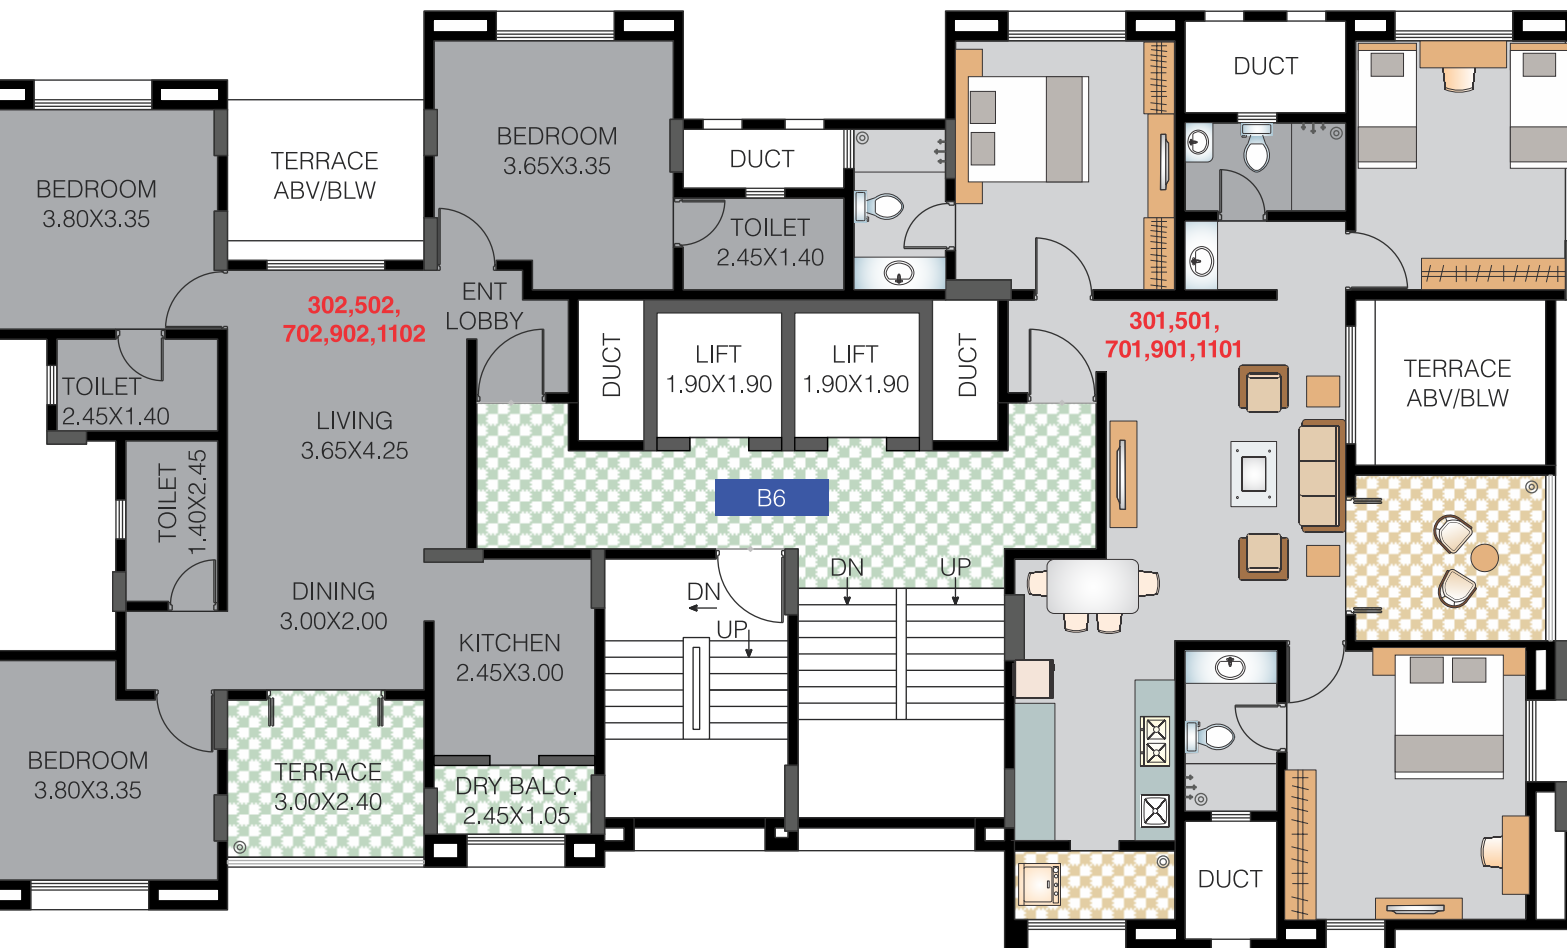 DUCT
BEDROOM
3.65X3.35
TERRACE
ABV/BLW
DUCT
BEDROOM
3.80X3.35
TOILET
2.45X1.40
302,502,
702,902,1102
ENT
LOBBY
301,501,
701,901,1101
DUCT
LIFT
1.90X1.90
LIFT
1.90X1.90
DUCT
TERRACE
ABV/BLW
TOILET
2.45X1.40
LIVING
3.65X4.25
TOILET
1.40X2.45
B6
DINING
3.00X2.00
DN
UP
DN
UP
KITCHEN
2.45X3.00
BEDROOM
3.80X3.35
TERRACE
3.00X2.40
DRY BALC.
2.45X1.05
DUCT